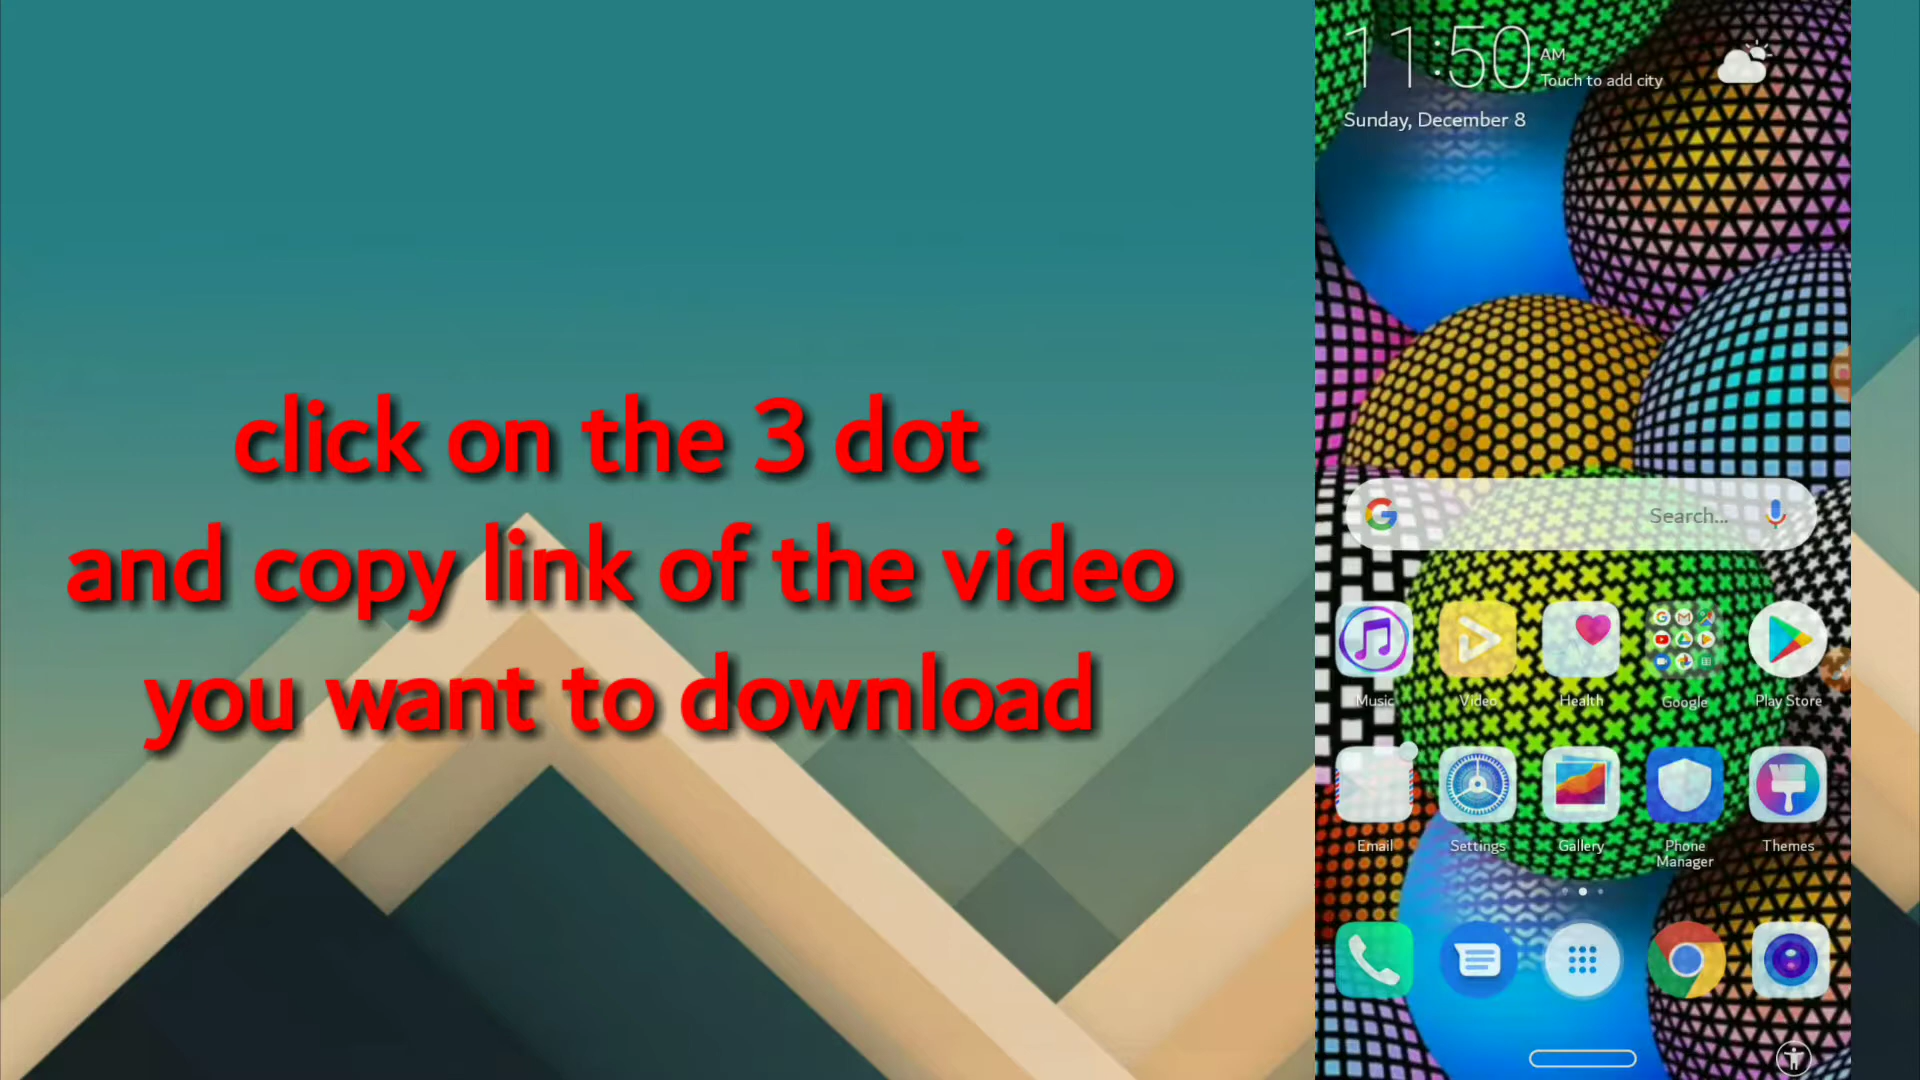 click on the 3 dot
and copy link of the video
you want to download
11:50 AM
Touch to add city
Sunday, December 8
Search...
Music Video Health Google Play Store
Email Settings Gallery Phone Manager Themes